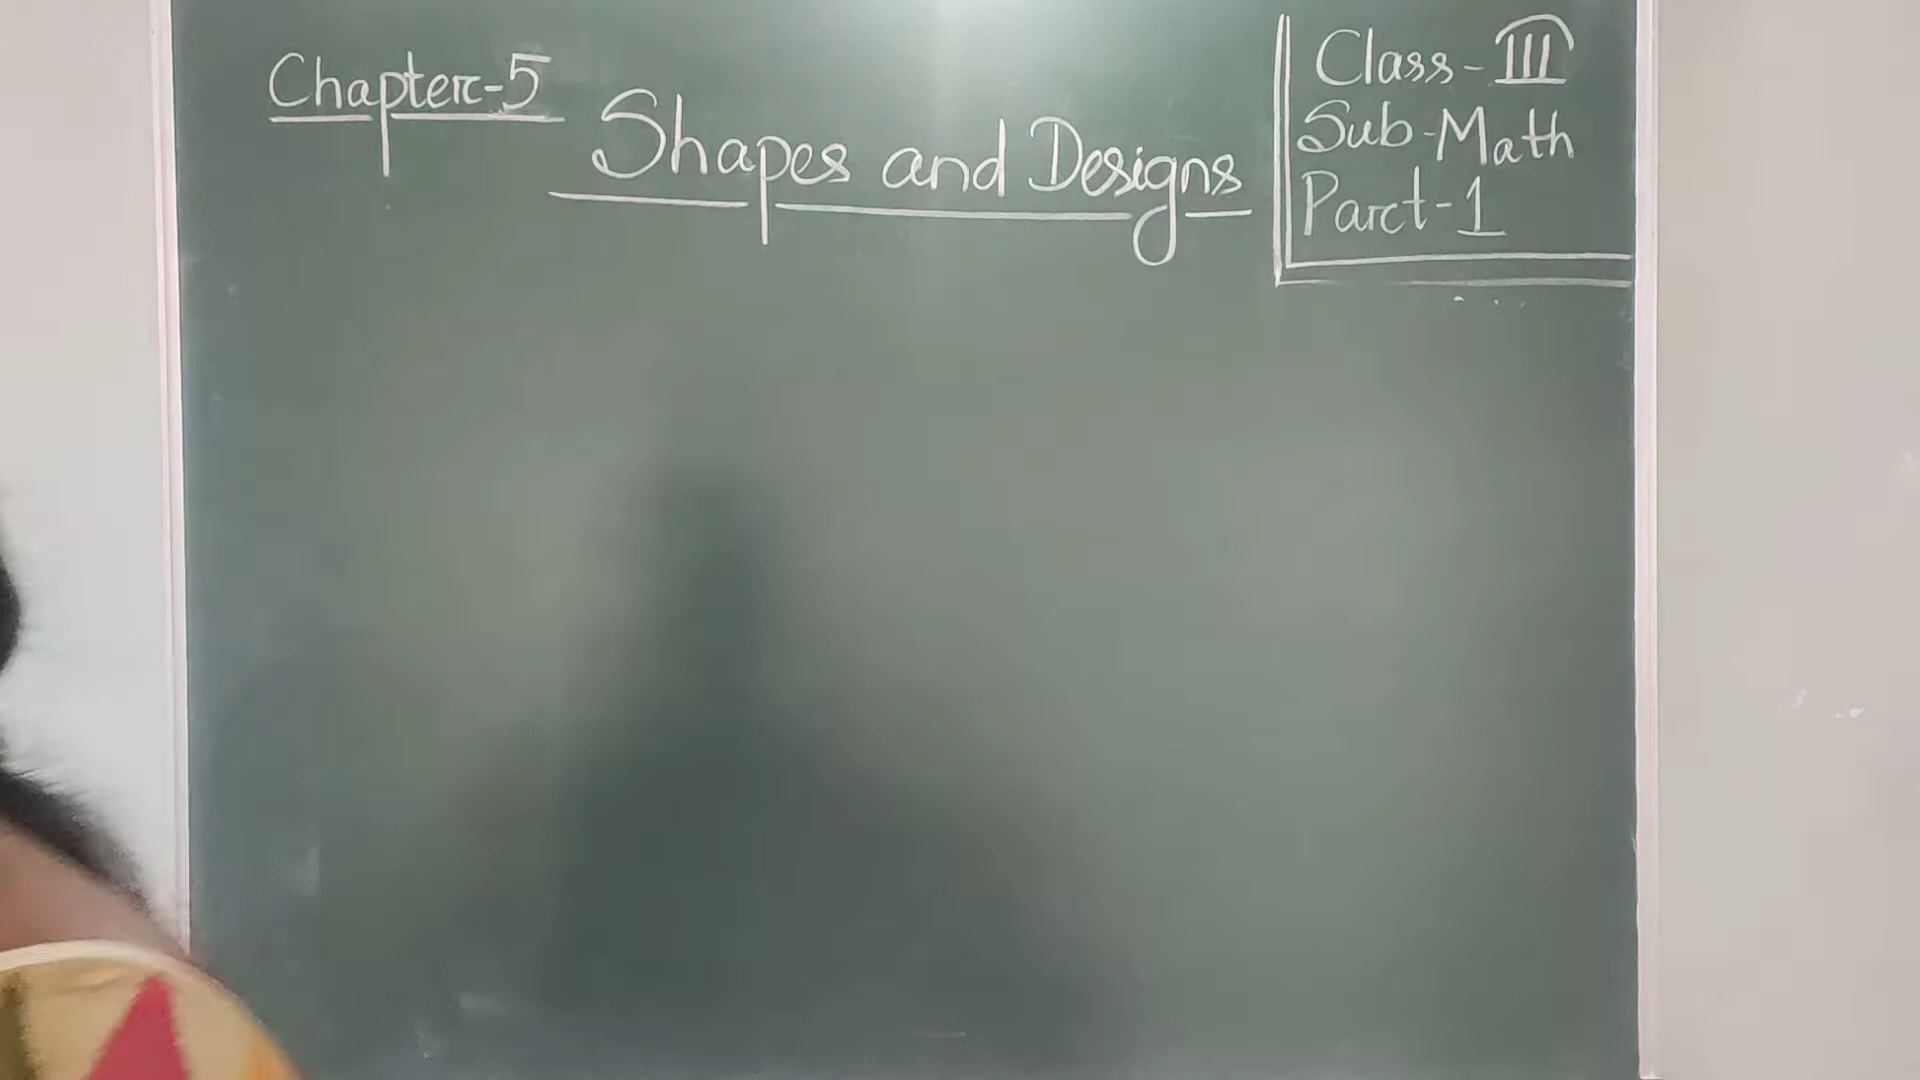 Chapter-5
Shapes and Designs
Class-III
Sub-Math
Part-1